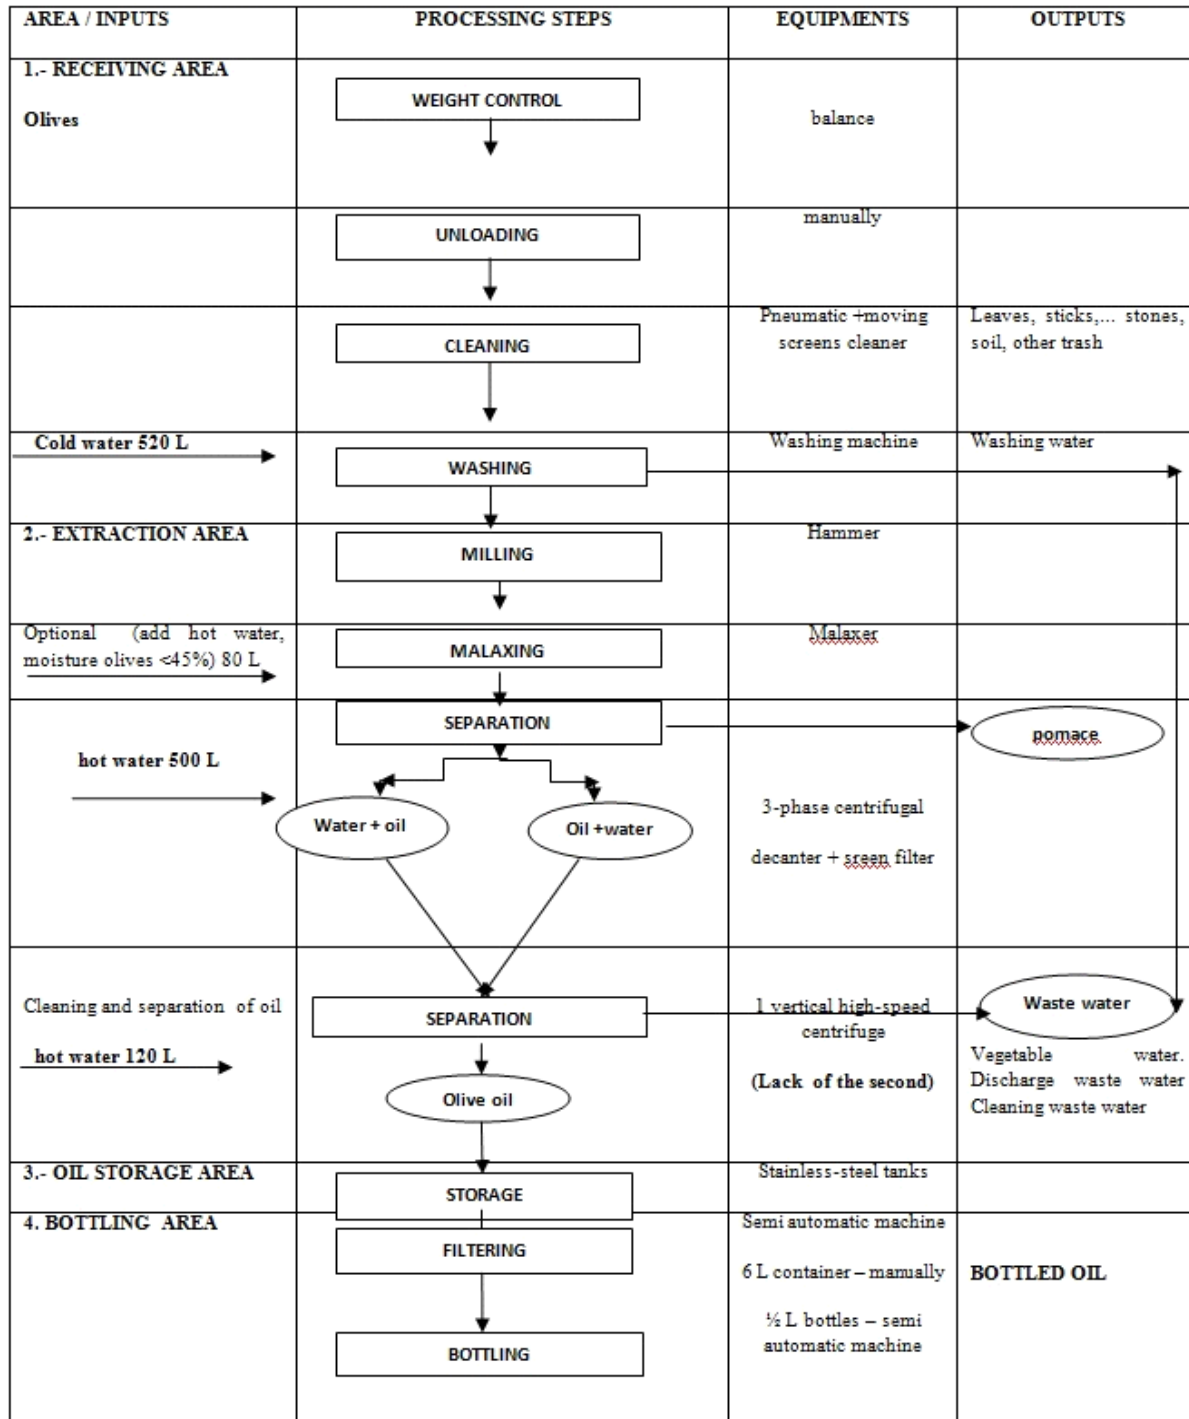 AREA / INPUTS
PROCESSING STEPS
EQUIPMENTS
OUTPUTS
1.- RECEIVING AREA
Olives
WEIGHT CONTROL
balance
UNLOADING
manually
CLEANING
Pneumatic +moving
screens cleaner
Leaves, sticks,... stones,
soil, other trash
Cold water 520 L
WASHING
Washing machine
Washing water
2.- EXTRACTION AREA
MILLING
Hammer
Optional (add hot water,
moisture olives <45%) 80 L
MALAXING
Malaxer
SEPARATION
pomace
hot water 500 L
Water + oil
Oil +water
3-phase centrifugal
decanter + sreen filter
Cleaning and separation of oil
hot water 120 L
SEPARATION
Olive oil
1 vertical high-speed
centrifuge
(Lack of the second)
Waste water
Vegetable water.
Discharge waste water
Cleaning waste water
3.- OIL STORAGE AREA
STORAGE
Stainless-steel tanks
4. BOTTLING AREA
FILTERING
BOTTLING
Semi automatic machine
6 L container – manually
½ L bottles – semi
automatic machine
BOTTLED OIL